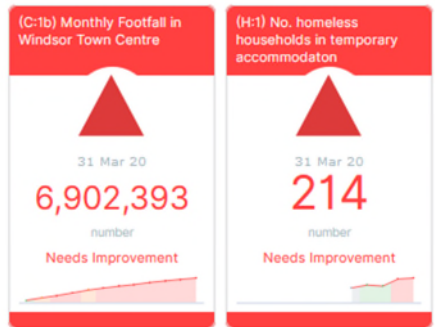 (C:1b) Monthly Footfall in
Windsor Town Centre
31 Mar 20
6,902,393
number
Needs Improvement
(H:1) No. homeless
households in temporary
accommodaton
31 Mar 20
214
number
Needs Improvement